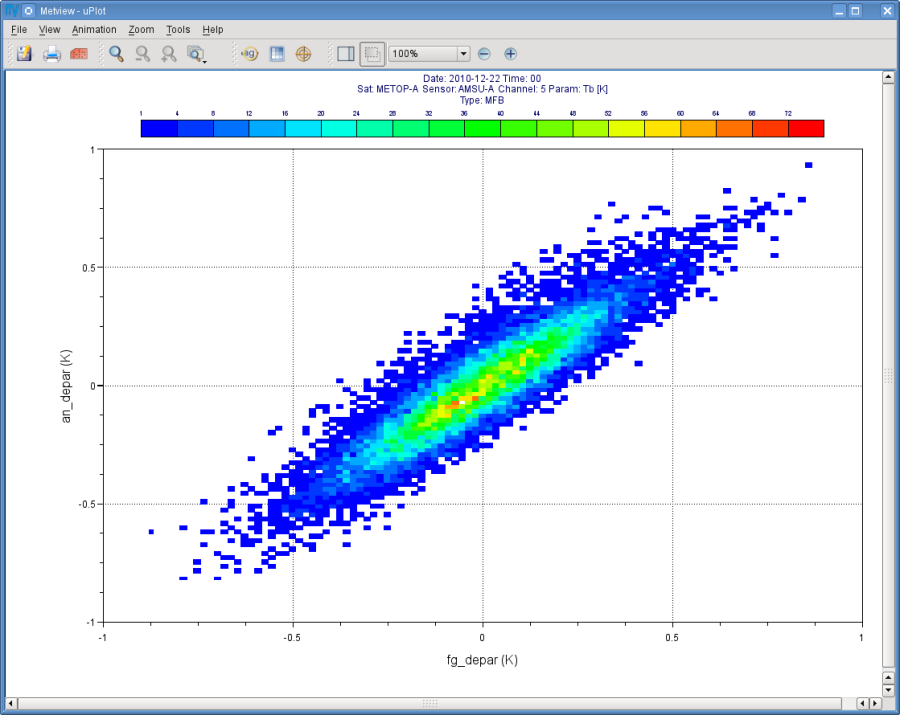 Metview - uPlot
File View Animation Zoom Tools Help
100%
Date: 2010-12-22 Time: 00
Sat: METOP-A Sensor: AMSU-A Channel: 5 Param: Tb [K]
Type: MFB
1 4 8 12 16 20 24 28 32 36 40 44 48 52 56 60 64 68 72
1
0.5
0
-0.5
-1
an_depar (K)
-1 -0.5 0 0.5 1
fg_depar (K)